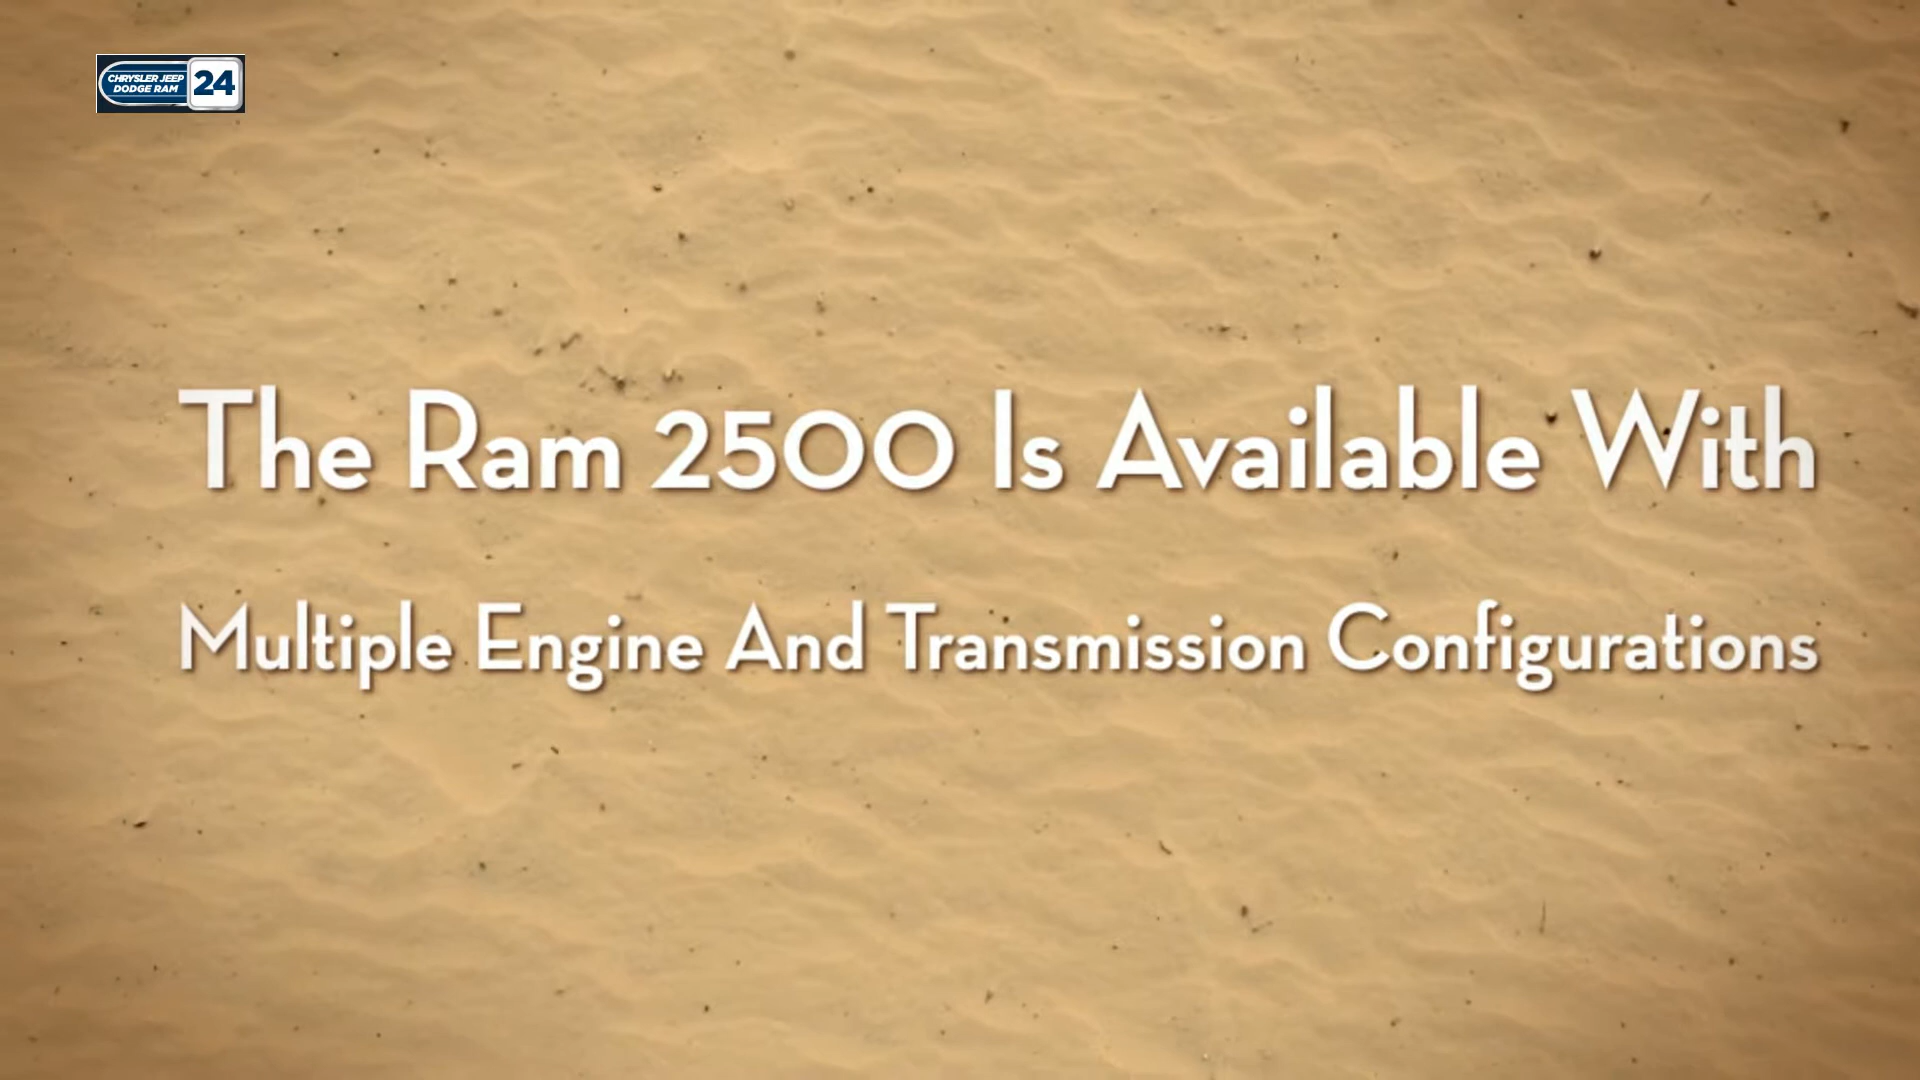 CHRYSLER JEEP
DODGE RAM
24
The Ram 2500 Is Available With
Multiple Engine And Transmission Configurations